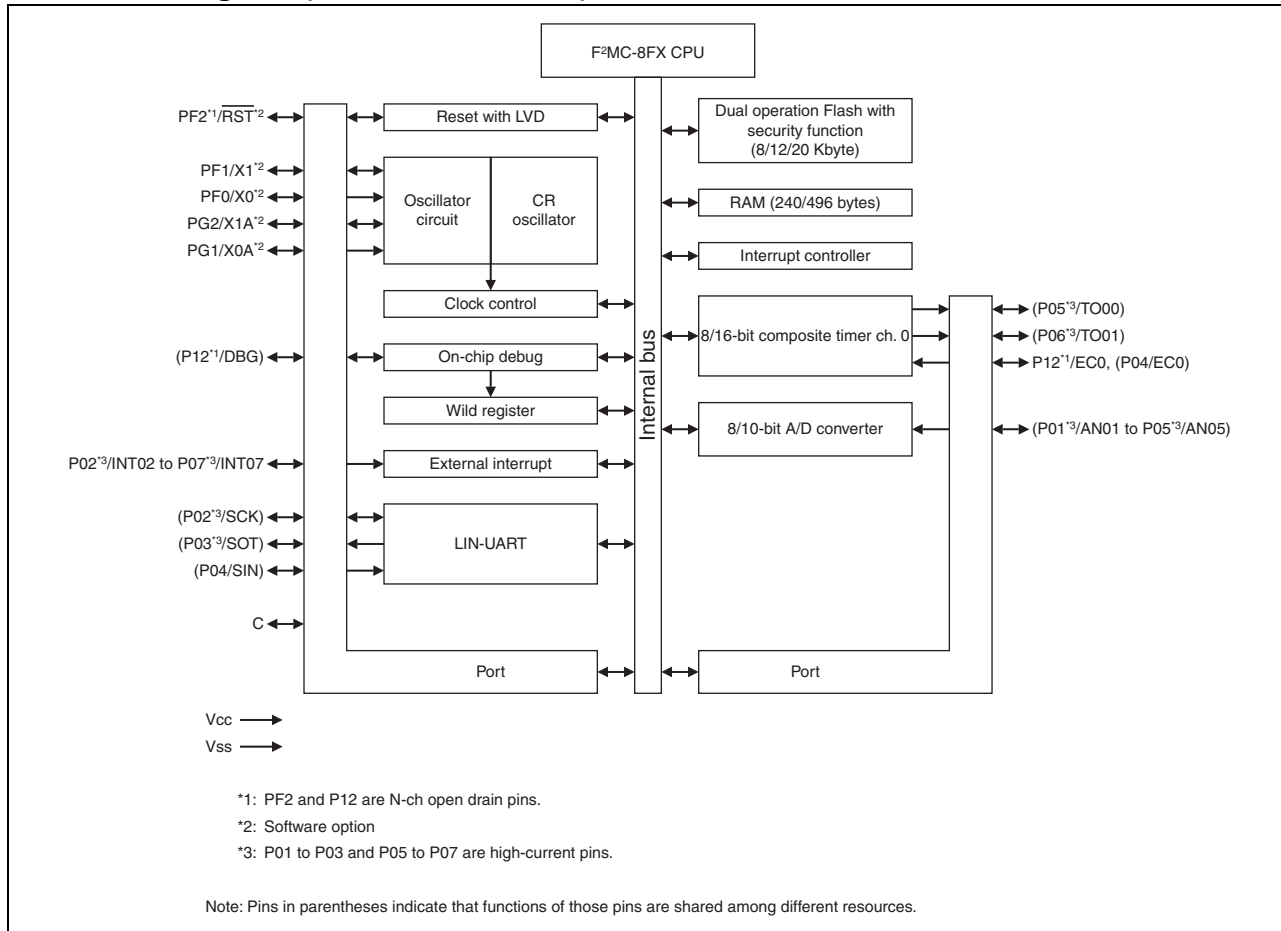 F²MC-8FX CPU
PF2*1/RST*2
Reset with LVD
Dual operation Flash with
security function
(8/12/20 Kbyte)
PF1/X1*2
PF0/X0*2
PG2/X1A*2
PG1/X0A*2
Oscillator
circuit
CR
oscillator
RAM (240/496 bytes)
Interrupt controller
Clock control
(P12*1/DBG)
On-chip debug
Wild register
Internal bus
8/16-bit composite timer ch. 0
(P05*3/TO00)
(P06*3/TO01)
P12*1/EC0, (P04/EC0)
8/10-bit A/D converter
(P01*3/AN01 to P05*3/AN05)
P02*3/INT02 to P07*3/INT07
External interrupt
(P02*3/SCK)
(P03*3/SOT)
(P04/SIN)
LIN-UART
C
Port
Port
Vcc
Vss
*1: PF2 and P12 are N-ch open drain pins.
*2: Software option
*3: P01 to P03 and P05 to P07 are high-current pins.
Note: Pins in parentheses indicate that functions of those pins are shared among different resources.